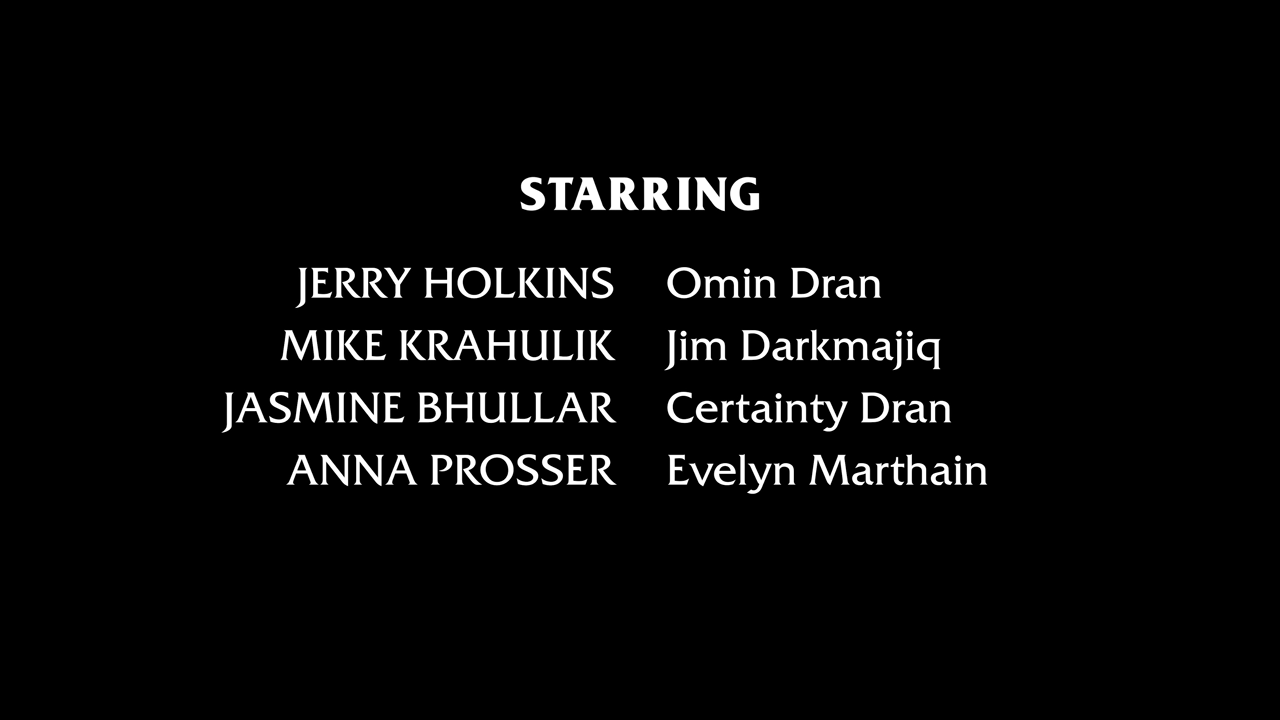 STARRING
JERRY HOLKINS Omin Dran
MIKE KRAHULIK Jim Darkmajiq
JASMINE BHULLAR Certainty Dran
ANNA PROSSER Evelyn Marthain